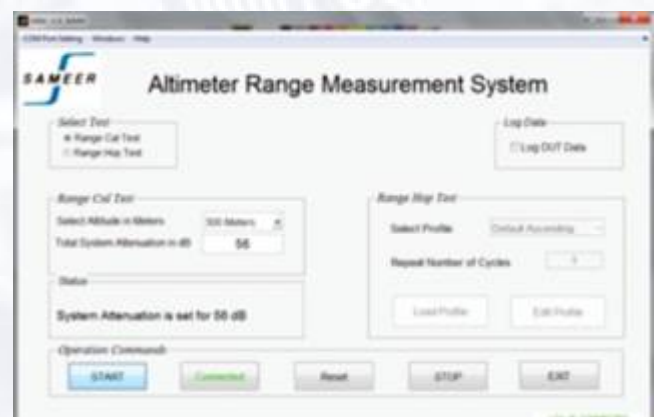 COM Port Setting Windows Help
SAMEER
Altimeter Range Measurement System
Select Test
Range Cal Test
Range Hop Test
Log Data
Log DUT Data
Range Cal Test
Select Altitude in Meters 500 Meters
Total System Attenuation in dB 56
Range Hop Test
Select Profile Default Ascending
Repeat Number of Cycles
Load Profile Edit Profile
Status
System Attenuation is set for 56 dB
Operation Commands
START Connected Reset STOP EXIT